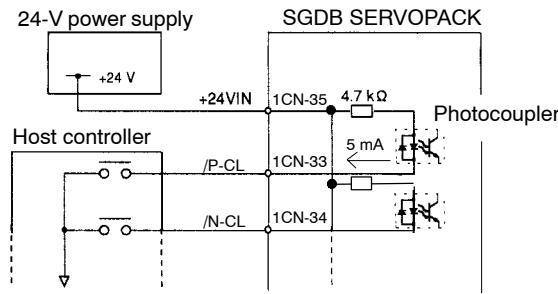 24-V power supply
SGDB SERVOPACK
+24 V
+24VIN
1CN-35
4.7 kΩ
Photocoupler
Host controller
5 mA
/P-CL
1CN-33
/N-CL
1CN-34